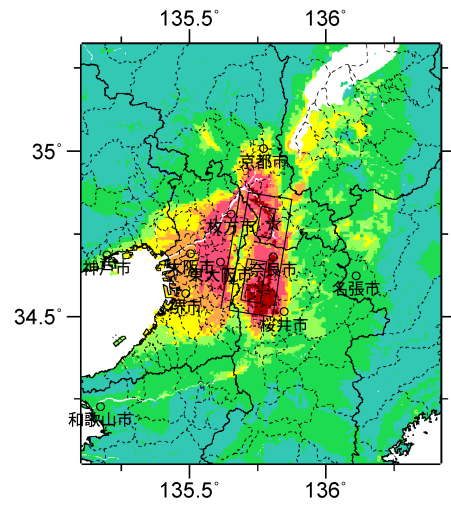 135.5° 136°
35°
京都市
枚方市
神戸市 大阪市 東大阪市 奈良市
堺市 名張市
34.5°
桜井市
和歌山市
135.5° 136°